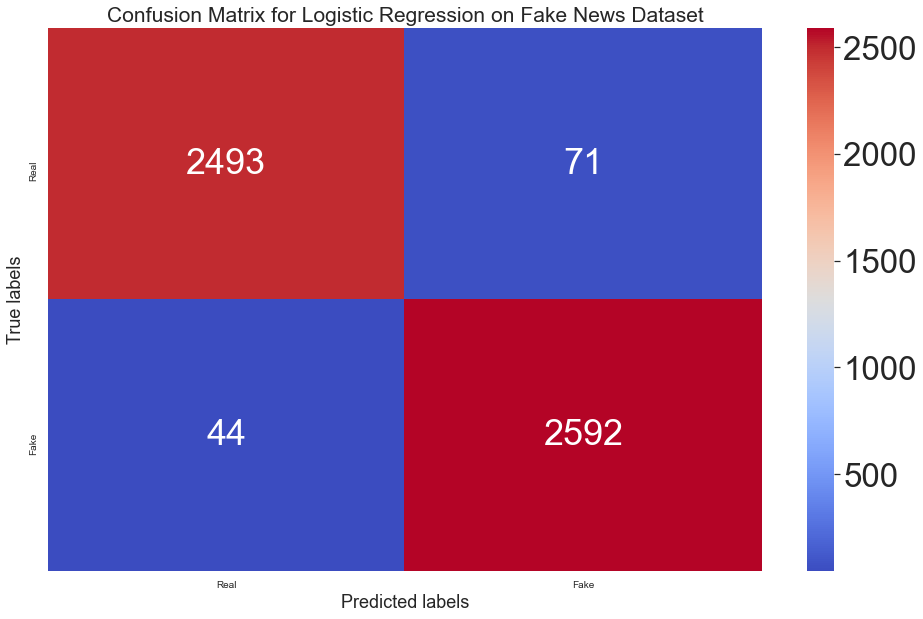 Confusion Matrix for Logistic Regression on Fake News Dataset
True labels
Real
Fake
2493 71
44 2592
Real Fake
Predicted labels
2500
2000
1500
1000
500